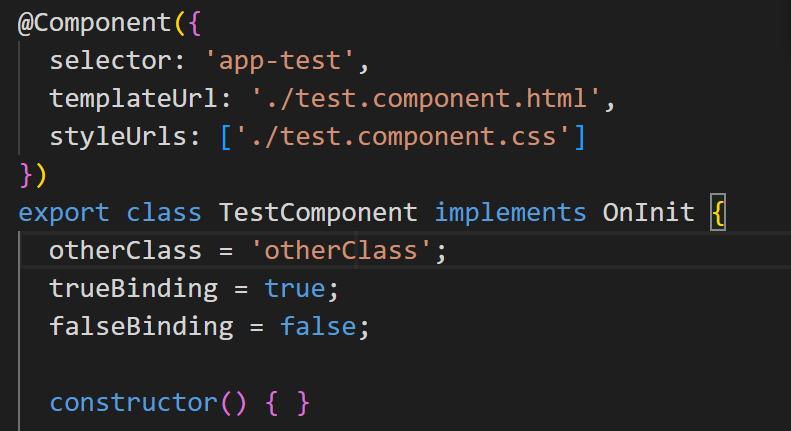 @Component({
  selector: 'app-test',
  templateUrl: './test.component.html',
  styleUrls: ['./test.component.css']
})
export class TestComponent implements OnInit {
  otherClass = 'otherClass';
  trueBinding = true;
  falseBinding = false;
  constructor() { }